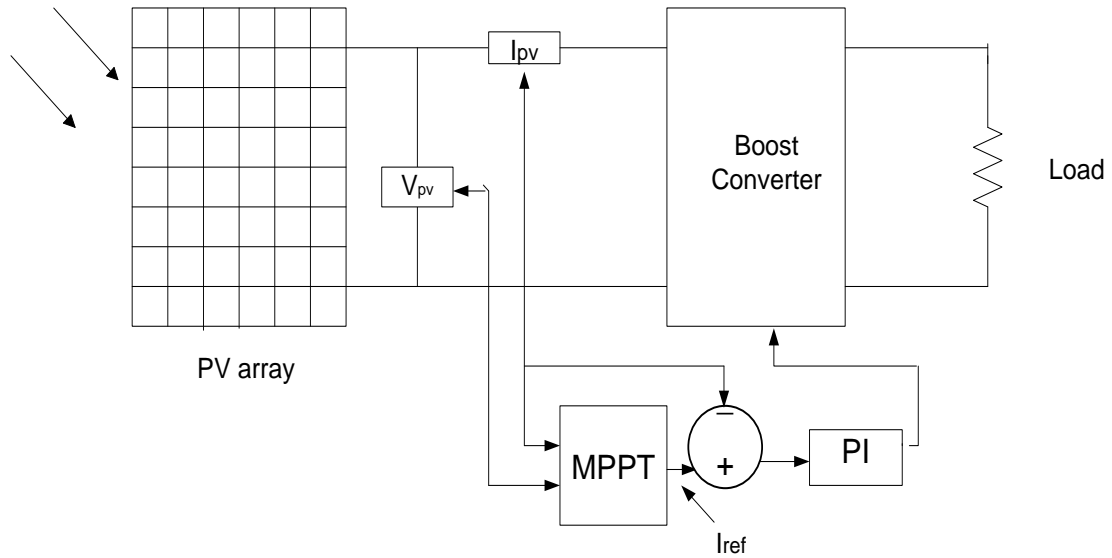 Ipv
Boost
Converter
Vpv
Load
PV array
MPPT
−
+
PI
Iref